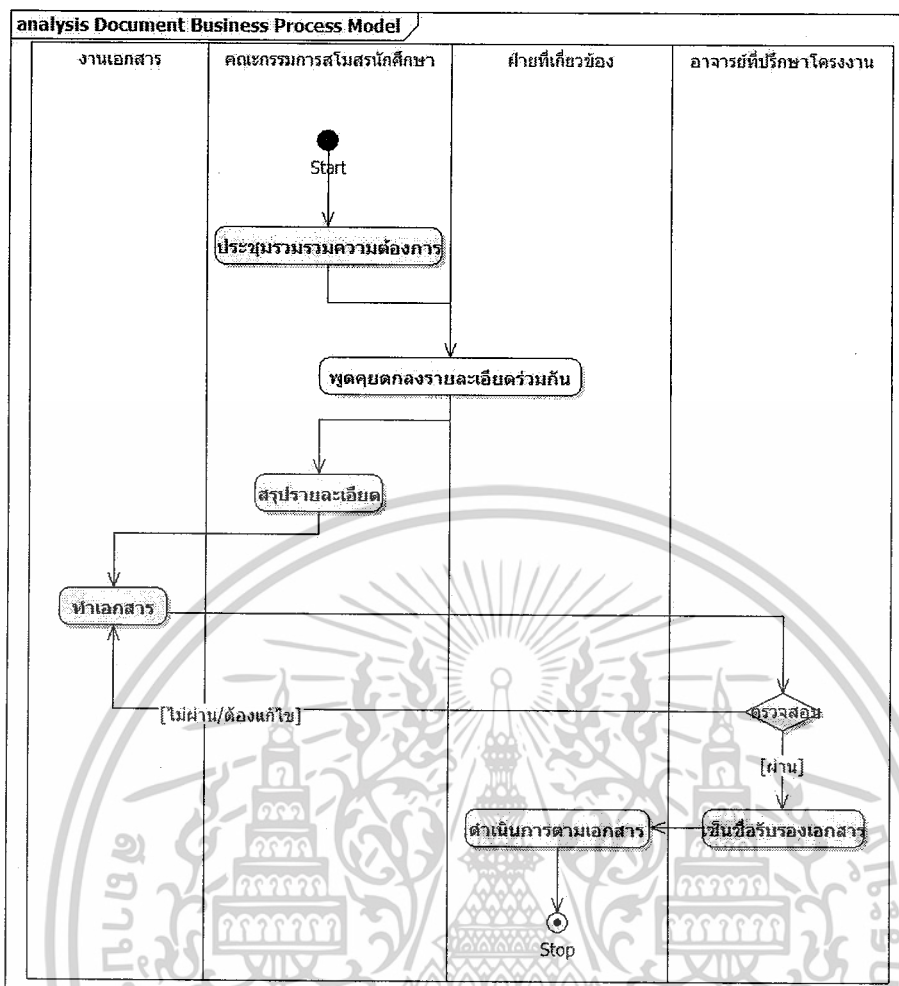 analysis Document Business Process Model
งานเอกสาร
คณะกรรมการสโมสรนักศึกษา
ฝ่ายที่เกี่ยวข้อง
อาจารย์ที่ปรึกษาโครงงาน
Start
ประชุมรวมรวมความต้องการ
พูดคุยตกลงรายละเอียดร่วมกัน
สรุปรายละเอียด
ทำเอกสาร
[ไม่ผ่าน/ต้องแก้ไข]
ตรวจสอบ
[ผ่าน]
ดำเนินการตามเอกสาร
เซ็นชื่อรับรองเอกสาร
Stop